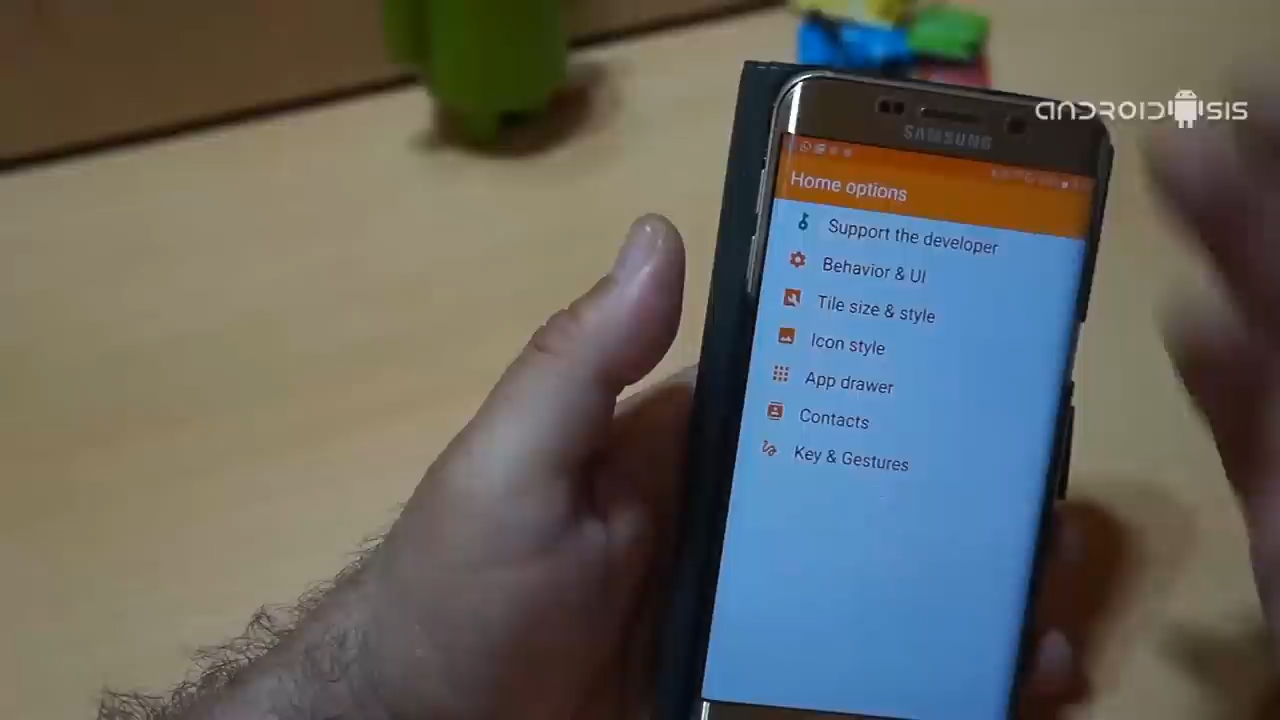 ANDROIDSIS
SAMSUNG
Home options
Support the developer
Behavior & UI
Tile size & style
Icon style
App drawer
Contacts
Key & Gestures